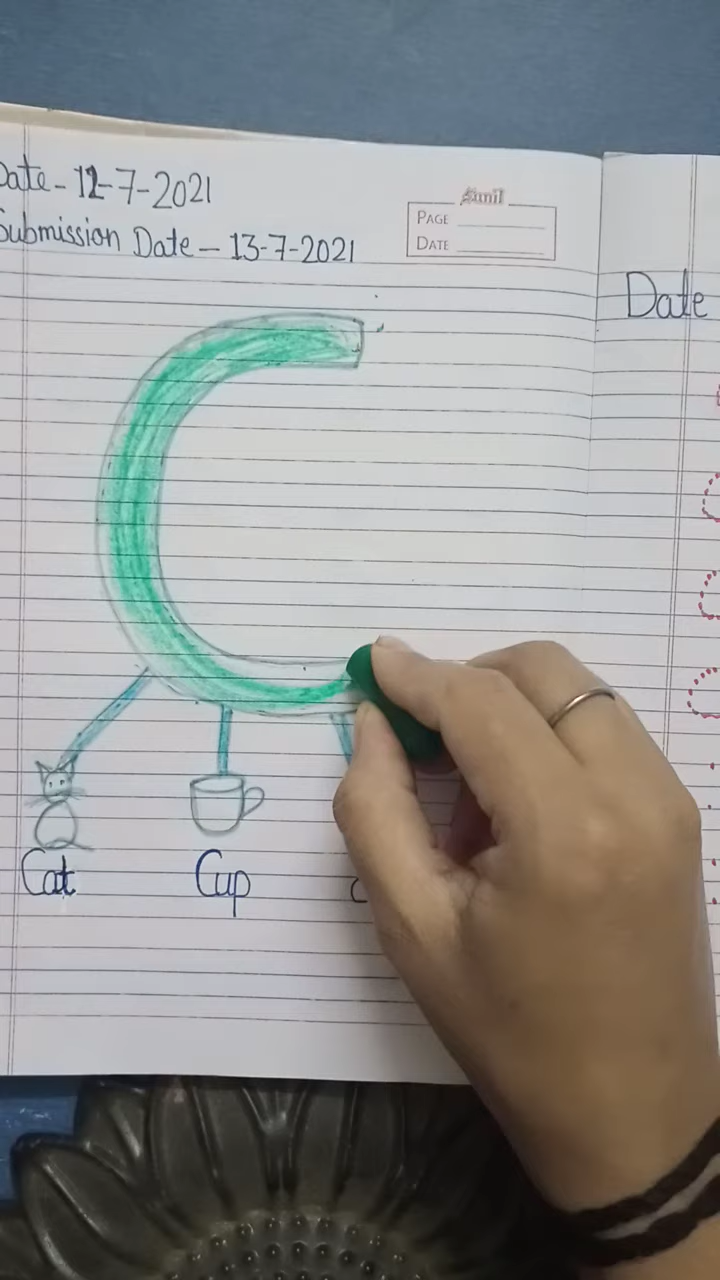 Date - 12-7-2021
Submission Date - 13-7-2021
Sunil
PAGE
DATE
Date
Cat
Cup